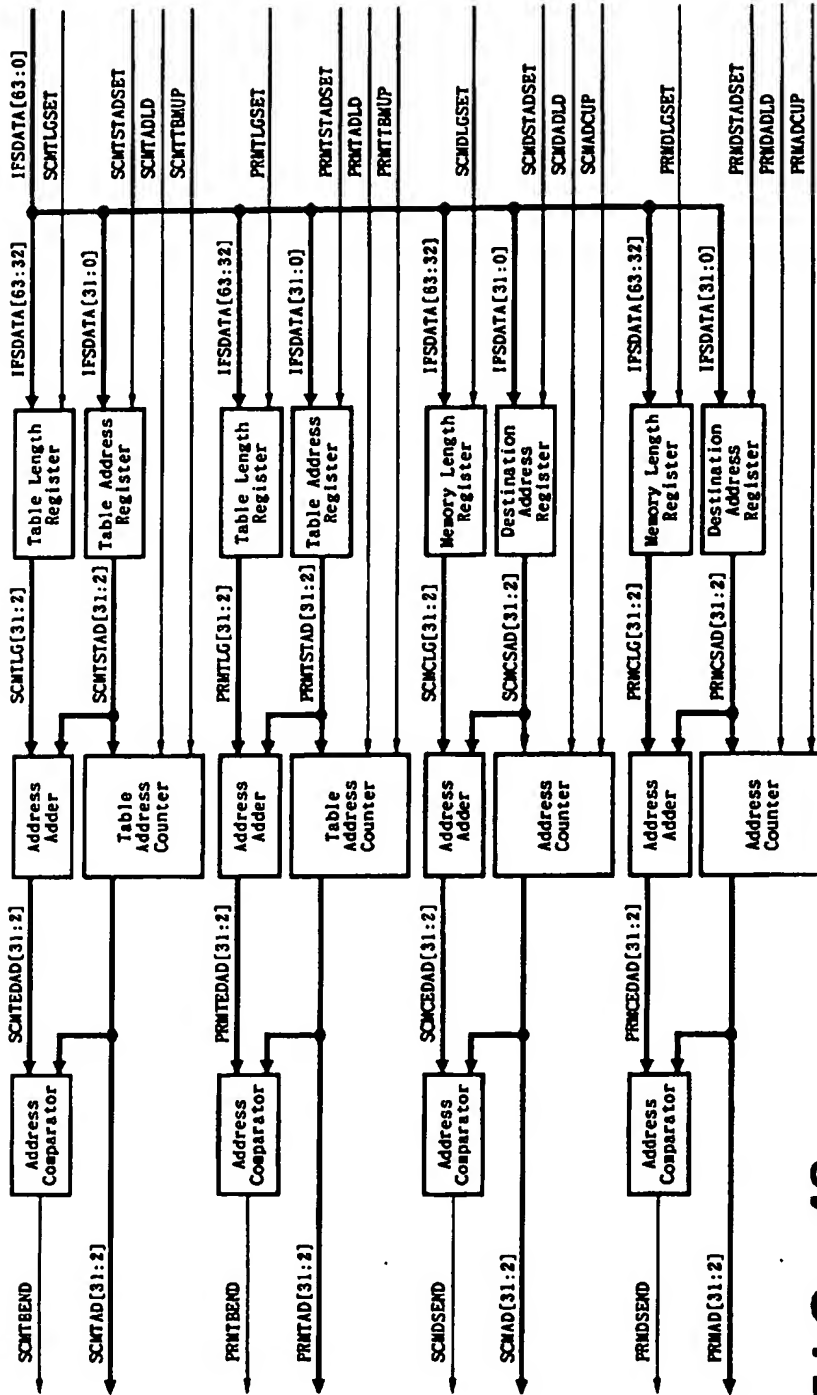 IFSDATA[63:0]
SCMTLGSET
SCMTSTADSET
SCMTADLD
SCMTTBMUP
IFSDATA[63:32]
IFSDATA[31:0]
Table Length
Register
Table Address
Register
SCMTLG[31:2]
SCMTSTAD[31:2]
Address
Adder
Table
Address
Counter
SCMTEDAD[31:2]
Address
Comparator
SCMTBEND
SCMTAD[31:2]
PRMTLGSET
PRMTSTADSET
PRMTADLD
PRMTTBMUP
IFSDATA[63:32]
IFSDATA[31:0]
Table Length
Register
Table Address
Register
PRMTLG[31:2]
PRMTSTAD[31:2]
Address
Adder
Table
Address
Counter
PRMTEDAD[31:2]
Address
Comparator
PRMTBEND
PRMTAD[31:2]
SCMDLGSET
SCMDSTADSET
SCMDADLD
SCMADCUP
IFSDATA[63:32]
IFSDATA[31:0]
Memory Length
Register
Destination
Address
Register
SCMCLG[31:2]
SCMCSAD[31:2]
Address
Adder
Address
Counter
SCMCEDAD[31:2]
Address
Comparator
SCMDSEND
SCMAD[31:2]
PRMDLGSET
PRMDSTADSET
PRMDADLD
PRMADCUP
IFSDATA[63:32]
IFSDATA[31:0]
Memory Length
Register
Destination
Address
Register
PRMCLG[31:2]
PRMCSAD[31:2]
Address
Adder
Address
Counter
PRMCEDAD[31:2]
Address
Comparator
PRMDSEND
PRMAD[31:2]